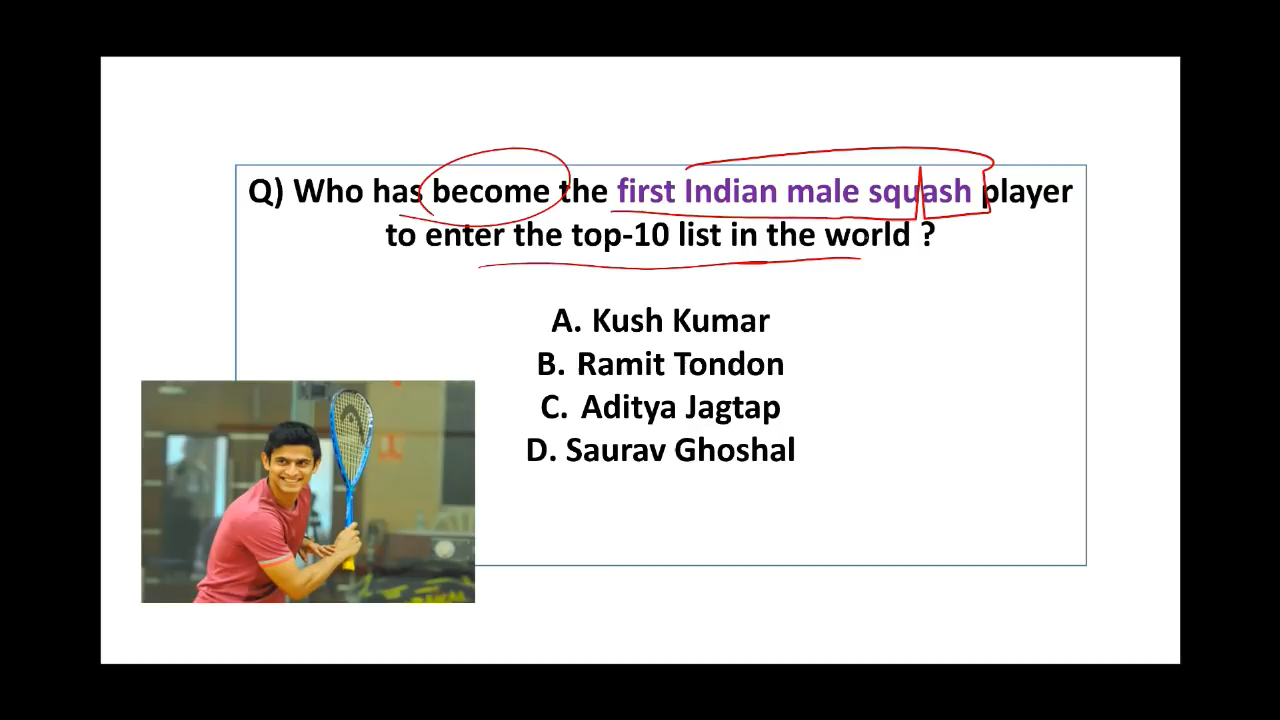 Q) Who has become the first Indian male squash player
to enter the top-10 list in the world ?
A. Kush Kumar
B. Ramit Tondon
C. Aditya Jagtap
D. Saurav Ghoshal